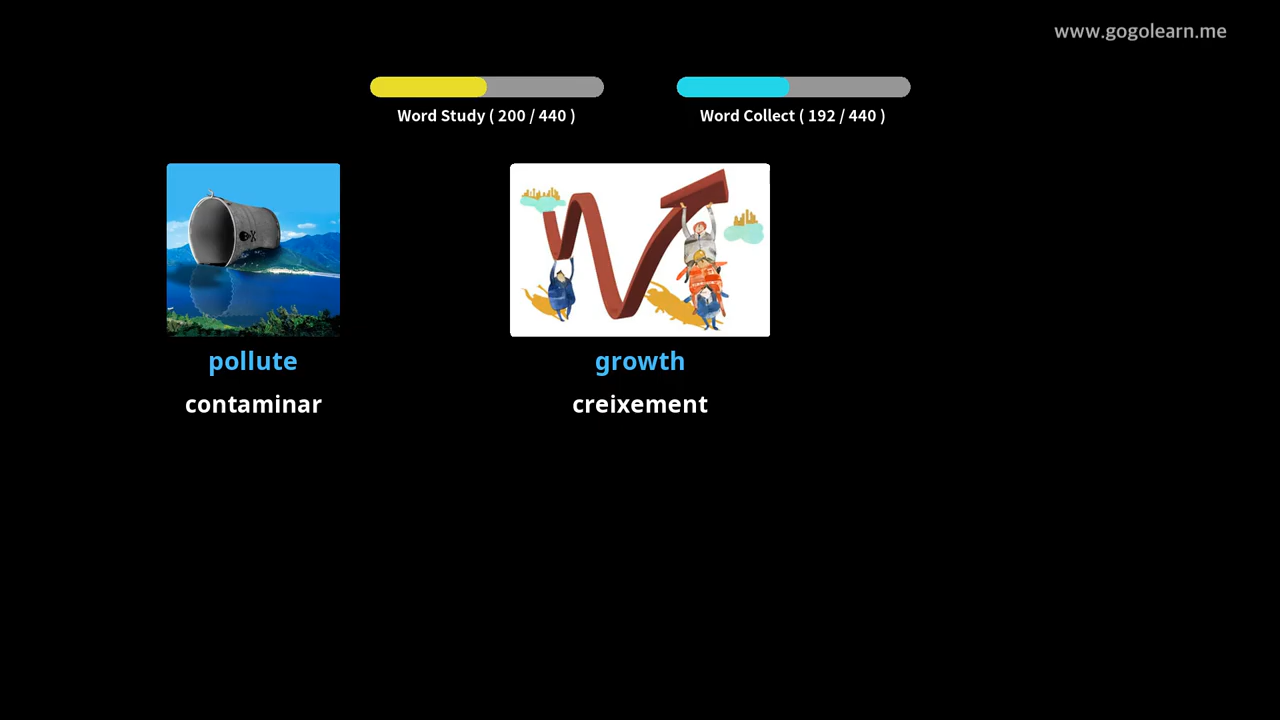 www.gogolearn.me
Word Study ( 200 / 440 )
Word Collect ( 192 / 440 )
pollute
contaminar
growth
creixement